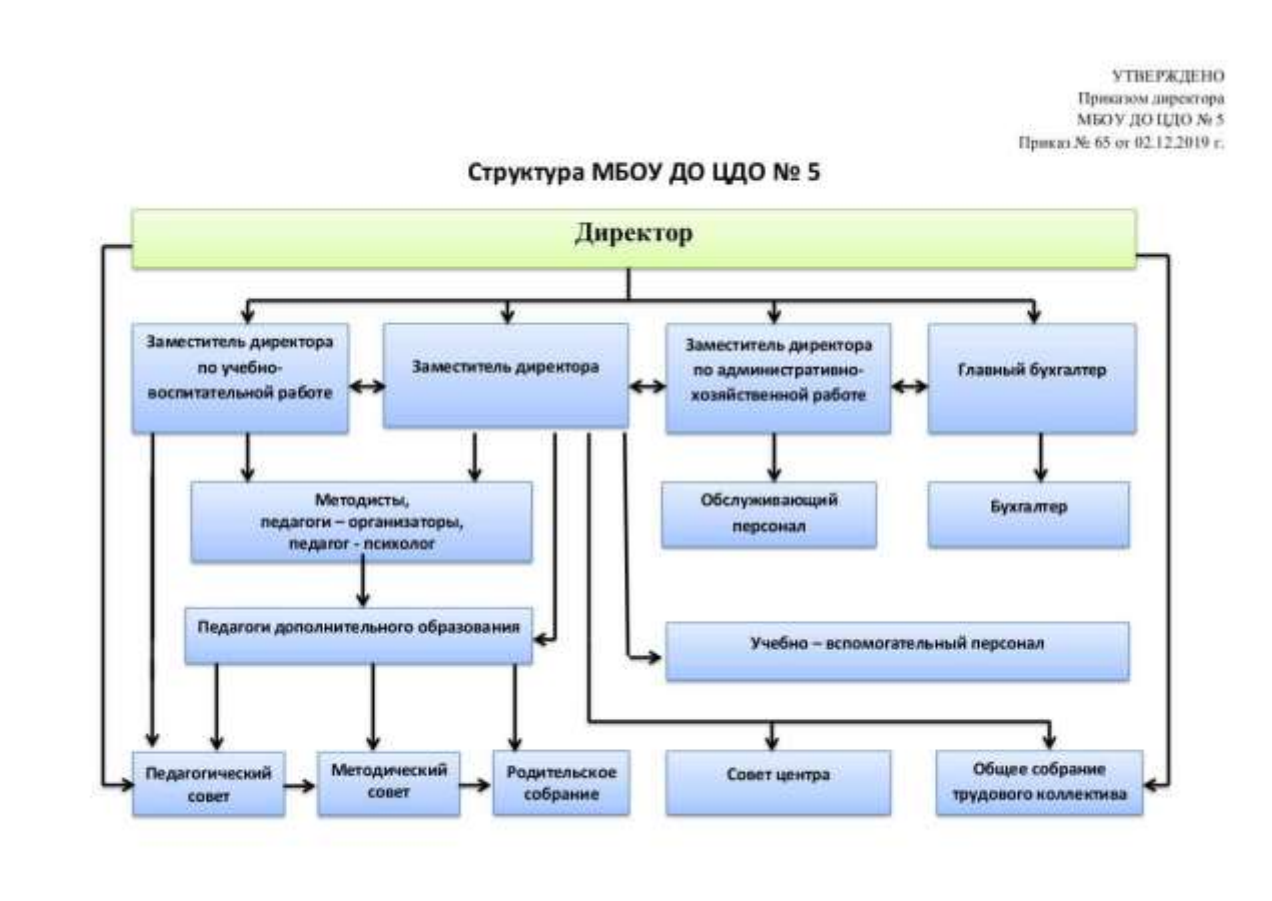 УТВЕРЖДЕНО
Приказом директора
МБОУ ДО ЦДО № 5
Приказ № 65 от 02.12.2019 г.
Структура МБОУ ДО ЦДО № 5
Директор
Заместитель директора
по учебно-
воспитательной работе
Заместитель директора
Заместитель директора
по административно-
хозяйственной работе
Главный бухгалтер
Методисты,
педагоги – организаторы,
педагог - психолог
Обслуживающий
персонал
Бухгалтер
Педагоги дополнительного образования
Учебно – вспомогательный персонал
Педагогический
совет
Методический
совет
Родительское
собрание
Совет центра
Общее собрание
трудового коллектива